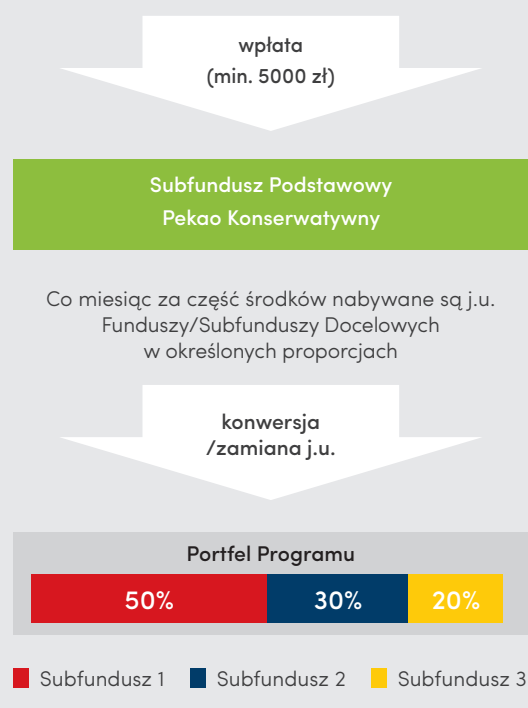 wpłata
(min. 5000 zł)
Subfundusz Podstawowy
Pekao Konserwatywny
Co miesiąc za część środków nabywane są j.u.
Funduszy/Subfunduszy Docelowych
w określonych proporcjach
konwersja
/zamiana j.u.
Portfel Programu
50% 30% 20%
Subfundusz 1 Subfundusz 2 Subfundusz 3